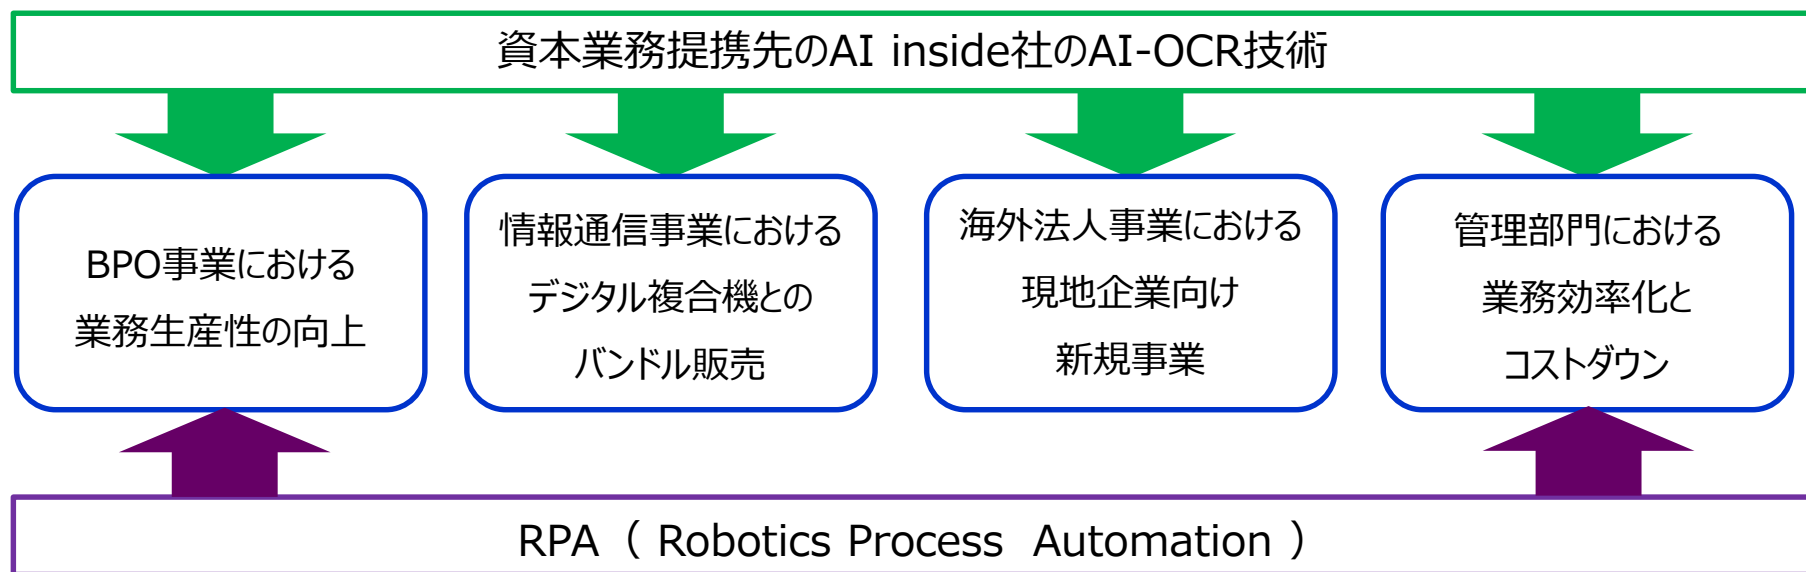 資本業務提携先のAI inside社のAI-OCR技術
BPO事業における
業務生産性の向上
情報通信事業における
デジタル複合機との
バンドル販売
海外法人事業における
現地企業向け
新規事業
管理部門における
業務効率化と
コストダウン
RPA（ Robotics Process Automation ）